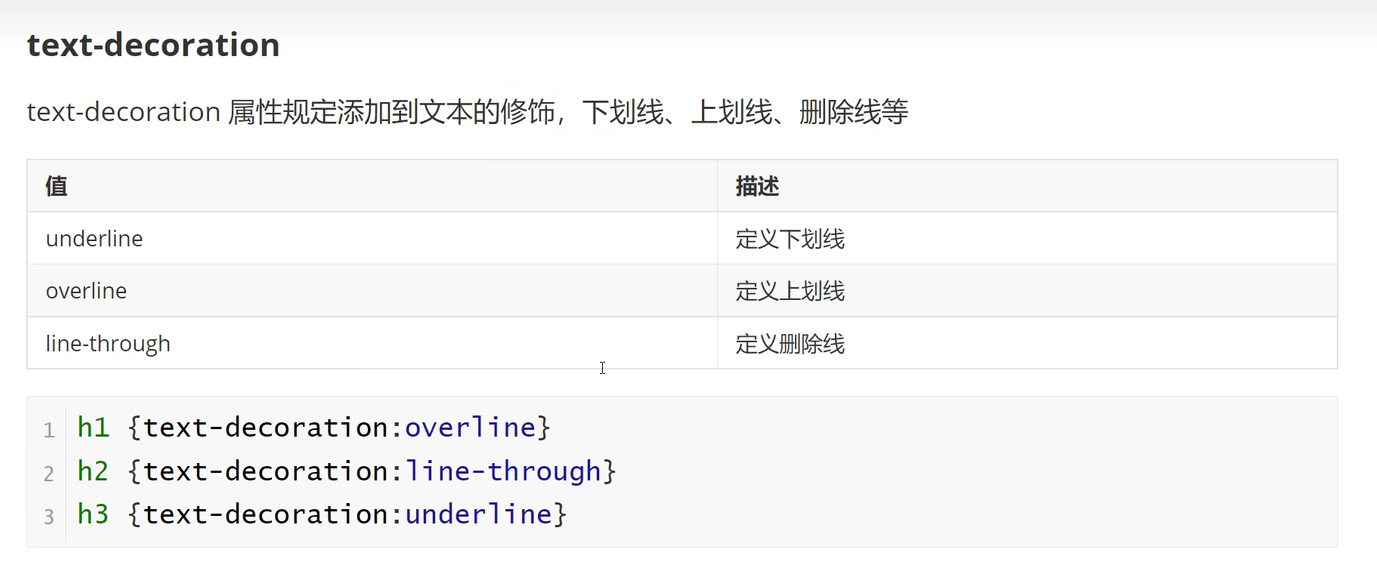 text-decoration
text-decoration 属性规定添加到文本的修饰，下划线、上划线、删除线等
值 描述
underline 定义下划线
overline 定义上划线
line-through 定义删除线
1 h1 {text-decoration:overline}
2 h2 {text-decoration:line-through}
3 h3 {text-decoration:underline}